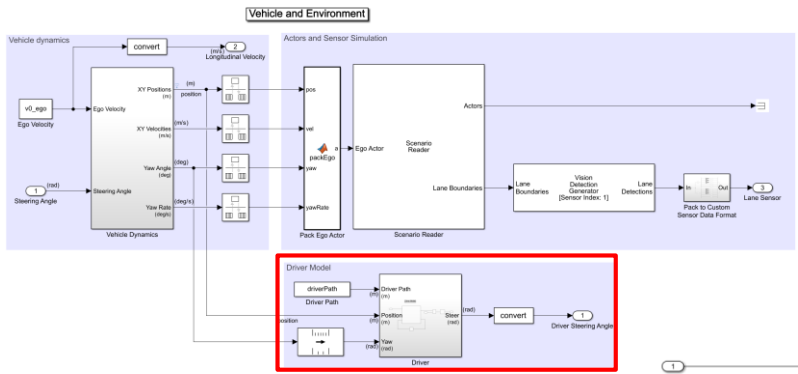 Vehicle and Environment
Vehicle dynamics
convert
(m/s)
2
Longitudinal Velocity
v0_ego
Ego Velocity
Ego Velocity
XY Positions
(m)
(m)
position
XY Velocities
(m/s)
(m/s)
Yaw Angle
(deg)
(deg)
Yaw Rate
(deg/s)
(deg/s)
(rad)
1
Steering Angle
Steering Angle
Vehicle Dynamics
Actors and Sensor Simulation
pos
vel
packEgo
a
yaw
yawRate
Pack Ego Actor
Ego Actor
Scenario
Reader
Actors
Lane Boundaries
Scenario Reader
Lane
Boundaries
Vision
Detection
Generator
[Sensor Index: 1]
Lane
Detections
In
Out
Pack to Custom
Sensor Data Format
3
Lane Sensor
Driver Model
driverPath
Driver Path
(m)
Driver Path
(m)
position
(m)
Position
(m)
(rad)
Yaw
(rad)
Steer
(rad)
(rad)
Driver
convert
1
Driver Steering Angle
1